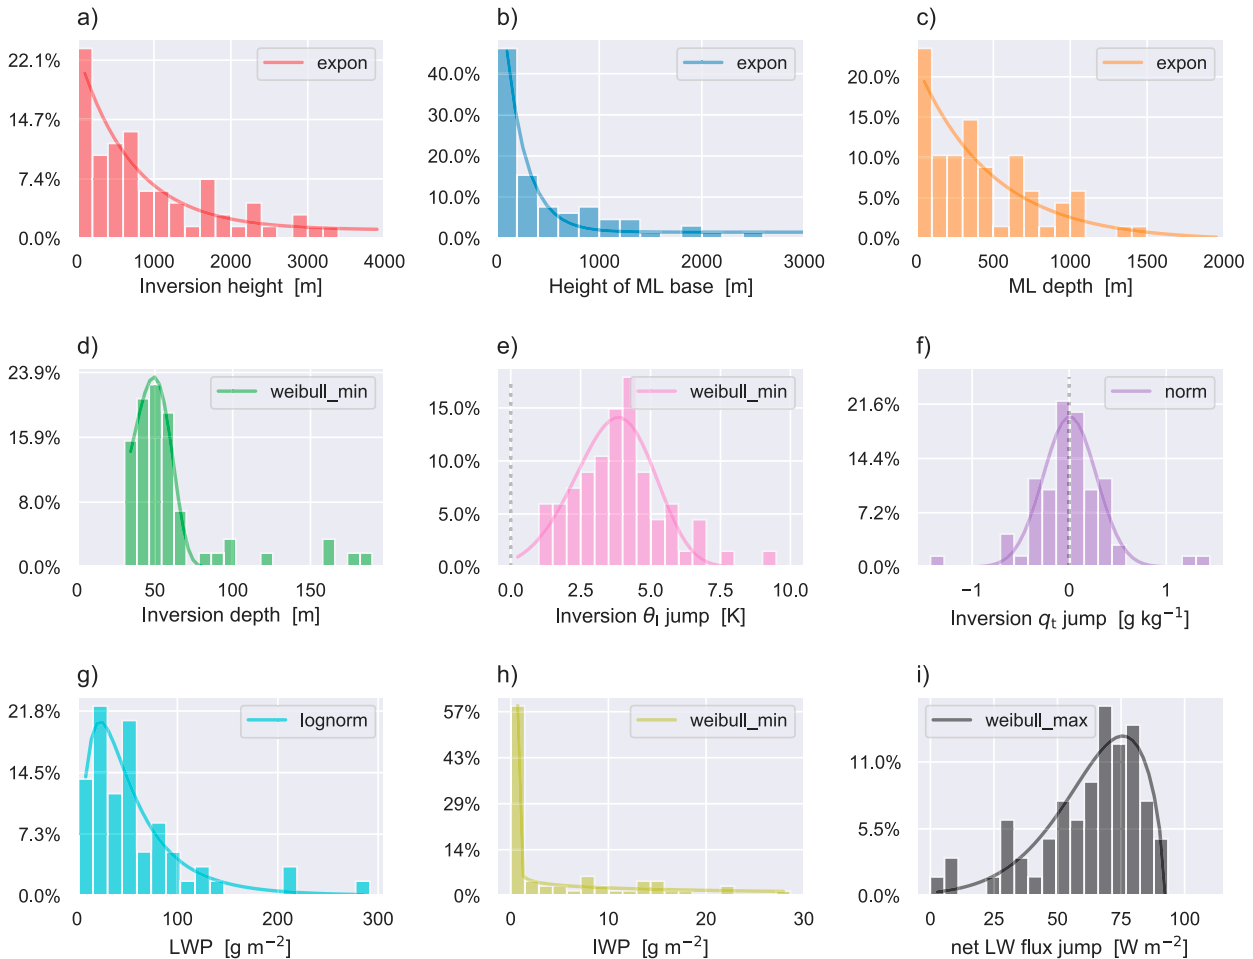 a)
22.1%
14.7%
7.4%
0.0%
expon
0 1000 2000 3000 4000
Inversion height [m]
b)
40.0%
30.0%
20.0%
10.0%
0.0%
expon
0 1000 2000 3000
Height of ML base [m]
c)
20.0%
15.0%
10.0%
5.0%
0.0%
expon
0 500 1000 1500 2000
ML depth [m]
d)
23.9%
15.9%
8.0%
0.0%
weibull_min
0 50 100 150
Inversion depth [m]
e)
15.0%
10.0%
5.0%
0.0%
weibull_min
0.0 2.5 5.0 7.5 10.0
Inversion θ_l jump [K]
f)
21.6%
14.4%
7.2%
0.0%
norm
−1 0 1
Inversion q_t jump [g kg⁻¹]
g)
21.8%
14.5%
7.3%
0.0%
lognorm
0 100 200 300
LWP [g m⁻²]
h)
57%
43%
29%
14%
0%
weibull_min
0 10 20 30
IWP [g m⁻²]
i)
11.0%
5.5%
0.0%
weibull_max
0 25 50 75 100
net LW flux jump [W m⁻²]